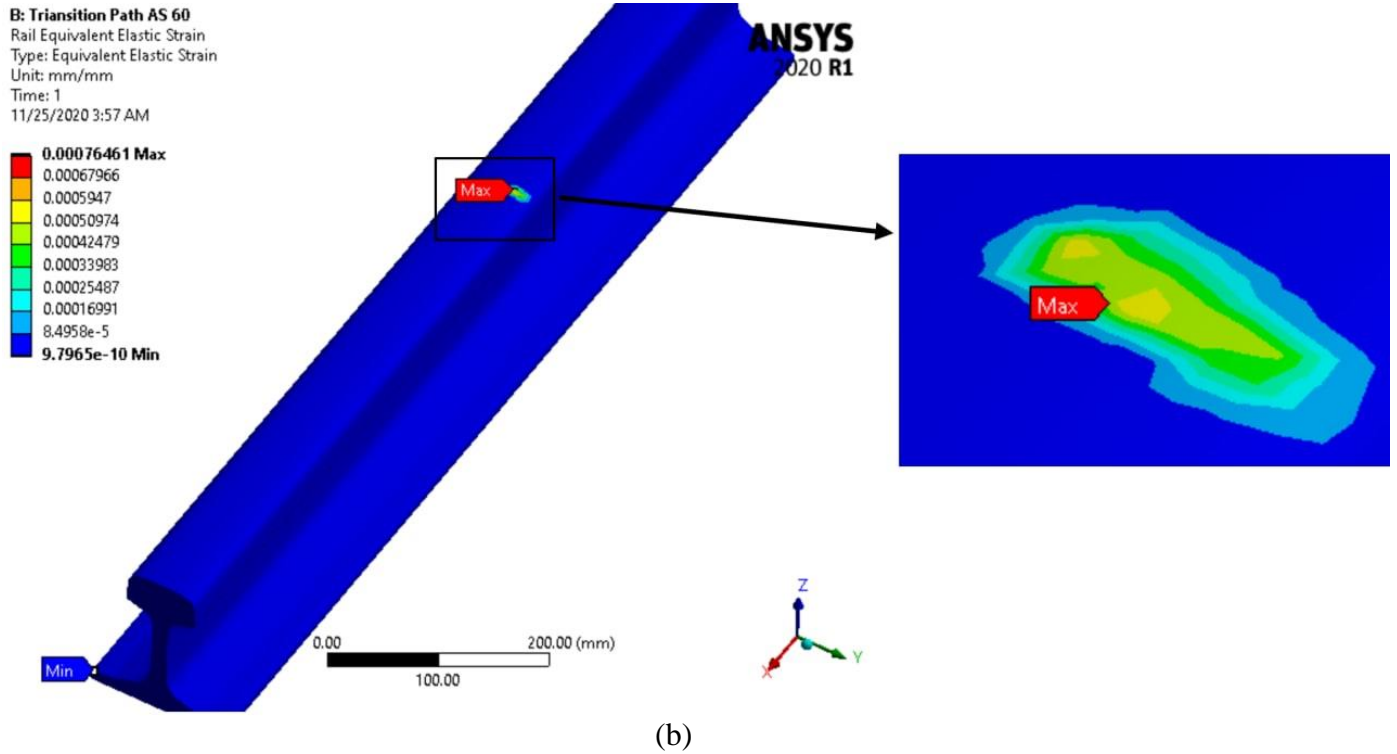 B: Transition Path AS 60
Rail Equivalent Elastic Strain
Type: Equivalent Elastic Strain
Unit: mm/mm
Time: 1
11/25/2020 3:57 AM
ANSYS
2020 R1
0.00076461 Max
0.00067966
0.0005947
0.00050974
0.00042479
0.00033983
0.00025487
0.00016991
8.4958e-5
9.7965e-10 Min
Max
Max
Min
0.00
200.00 (mm)
100.00
Z
Y
X
(b)